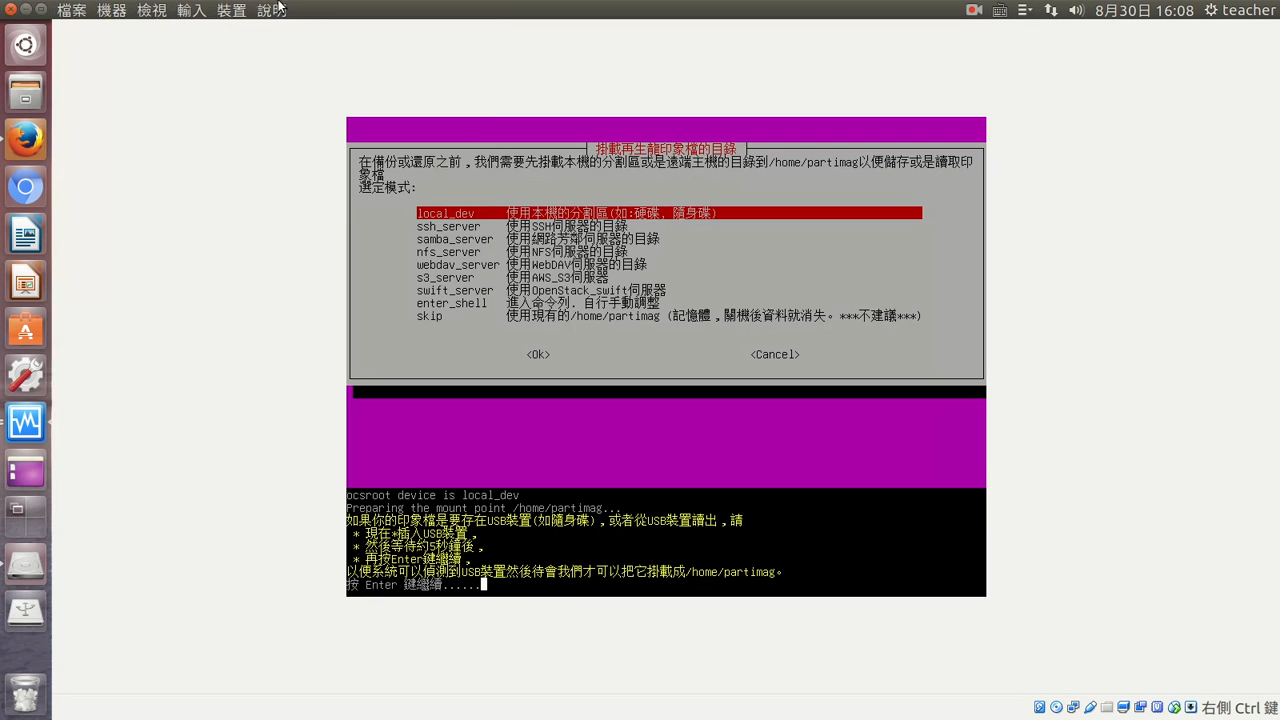 檔案 機器 檢視 輸入 裝置 說明
8月30日 16:08 teacher
掛載再生龍印象檔的目錄
在備份或還原之前,我們需要先掛載本機的分割區或是遠端主機的目錄到/home/partimag以便儲存或是讀取印
象檔
選定模式:
local_dev 使用本機的分割區(如:硬碟, 隨身碟)
ssh_server 使用SSH伺服器的目錄
samba_server 使用網路芳鄰伺服器的目錄
nfs_server 使用NFS伺服器的目錄
webdav_server 使用WebDAV伺服器的目錄
s3_server 使用AWS_S3伺服器
swift_server 使用OpenStack_swift伺服器
enter_shell 進入命令列. 自行手動調整
skip 使用現有的/home/partimag (記憶體,關機後資料就消失。***不建議***)
<Ok> <Cancel>
ocsroot device is local_dev
Preparing the mount point /home/partimag...
如果你的印象檔是要存在USB裝置(如隨身碟),或者從USB裝置讀出,請
* 現在*插入USB裝置,
* 然後等待約5秒鐘後,
* 再按Enter鍵繼續,
以便系統可以偵測到USB裝置然後待會我們才可以把它掛載成/home/partimag。
按 Enter 鍵繼續......
右側 Ctrl 鍵